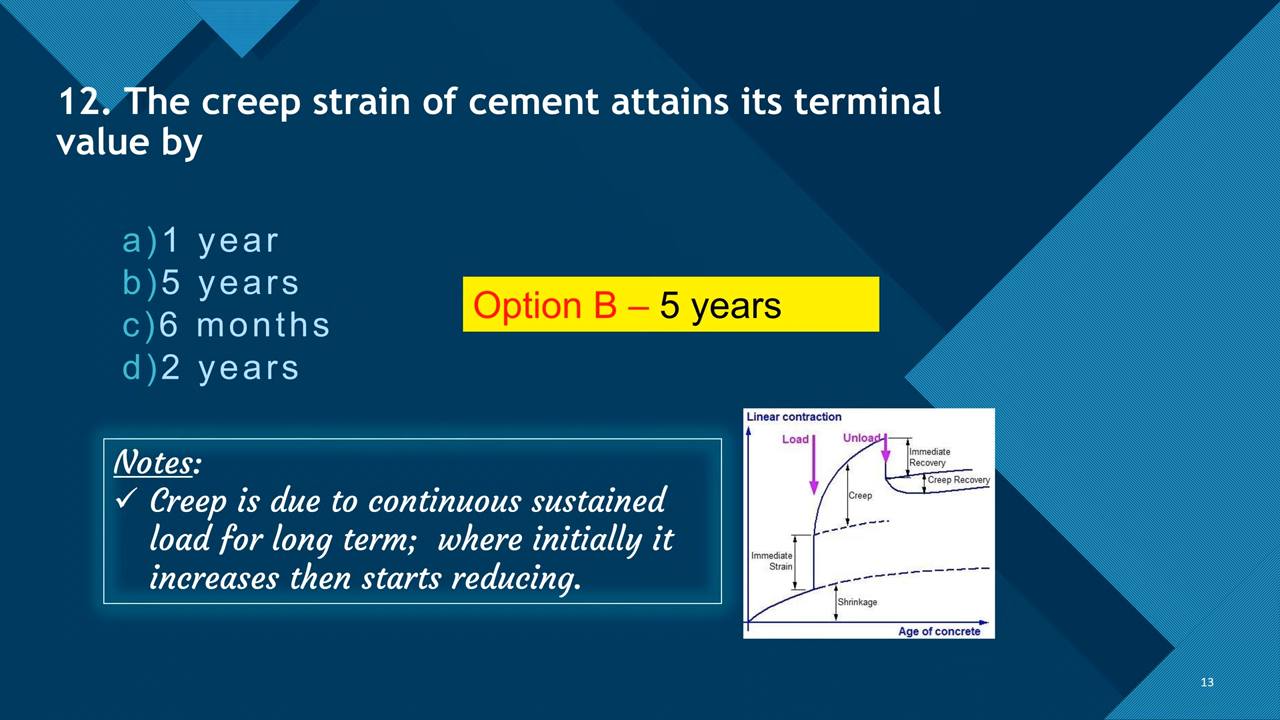 12. The creep strain of cement attains its terminal
value by
a)1 year
b)5 years
c)6 months
d)2 years
Option B – 5 years
Notes:
✓ Creep is due to continuous sustained
load for long term; where initially it
increases then starts reducing.
Linear contraction
Load
Unload
Immediate
Recovery
Creep Recovery
Creep
Immediate
Strain
Shrinkage
Age of concrete
13